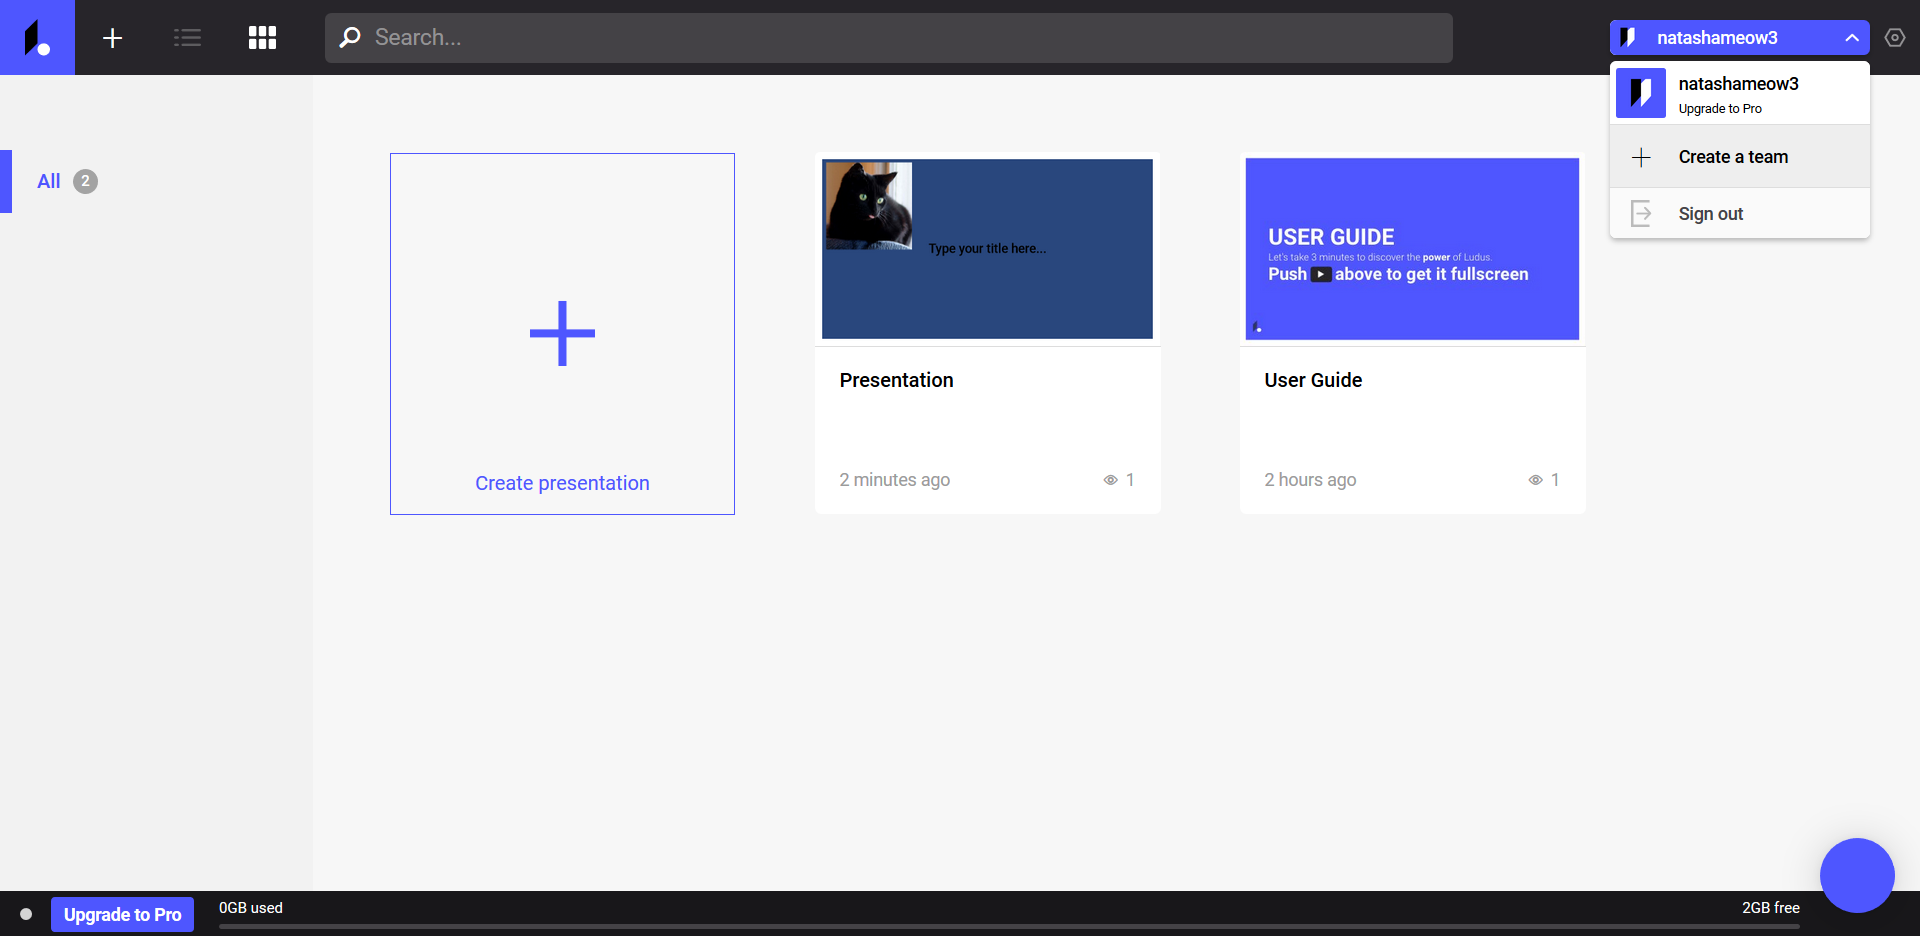 Search...
natashameow3
natashameow3
Upgrade to Pro
Create a team
Sign out
All 2
Create presentation
Type your title here...
Presentation
2 minutes ago 1
USER GUIDE
Let's take 3 minutes to discover the power of Ludus.
Push above to get it fullscreen
User Guide
2 hours ago 1
Upgrade to Pro
0GB used
2GB free